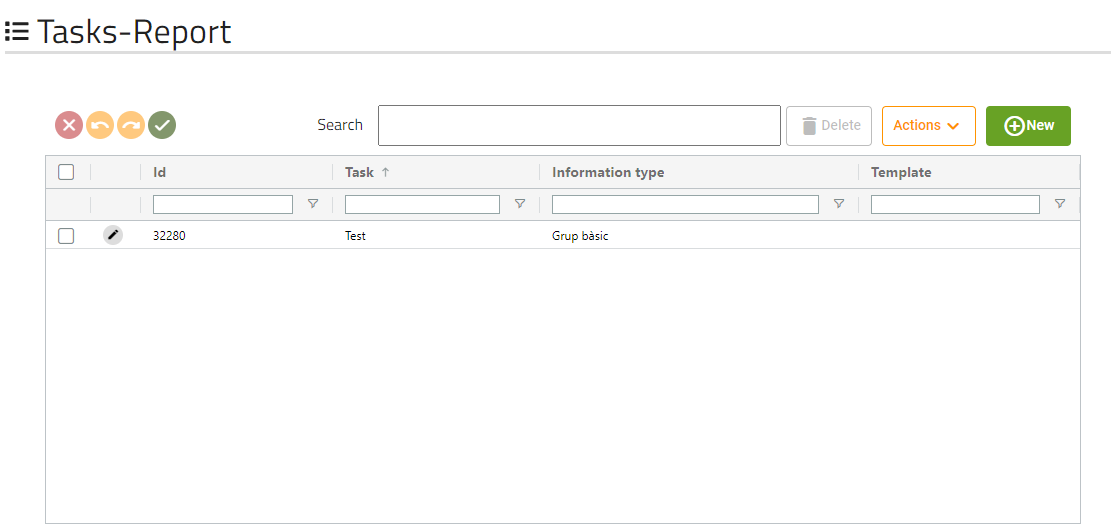 Tasks-Report
Search Delete Actions New
Id Task Information type Template
32280 Test Grup bàsic